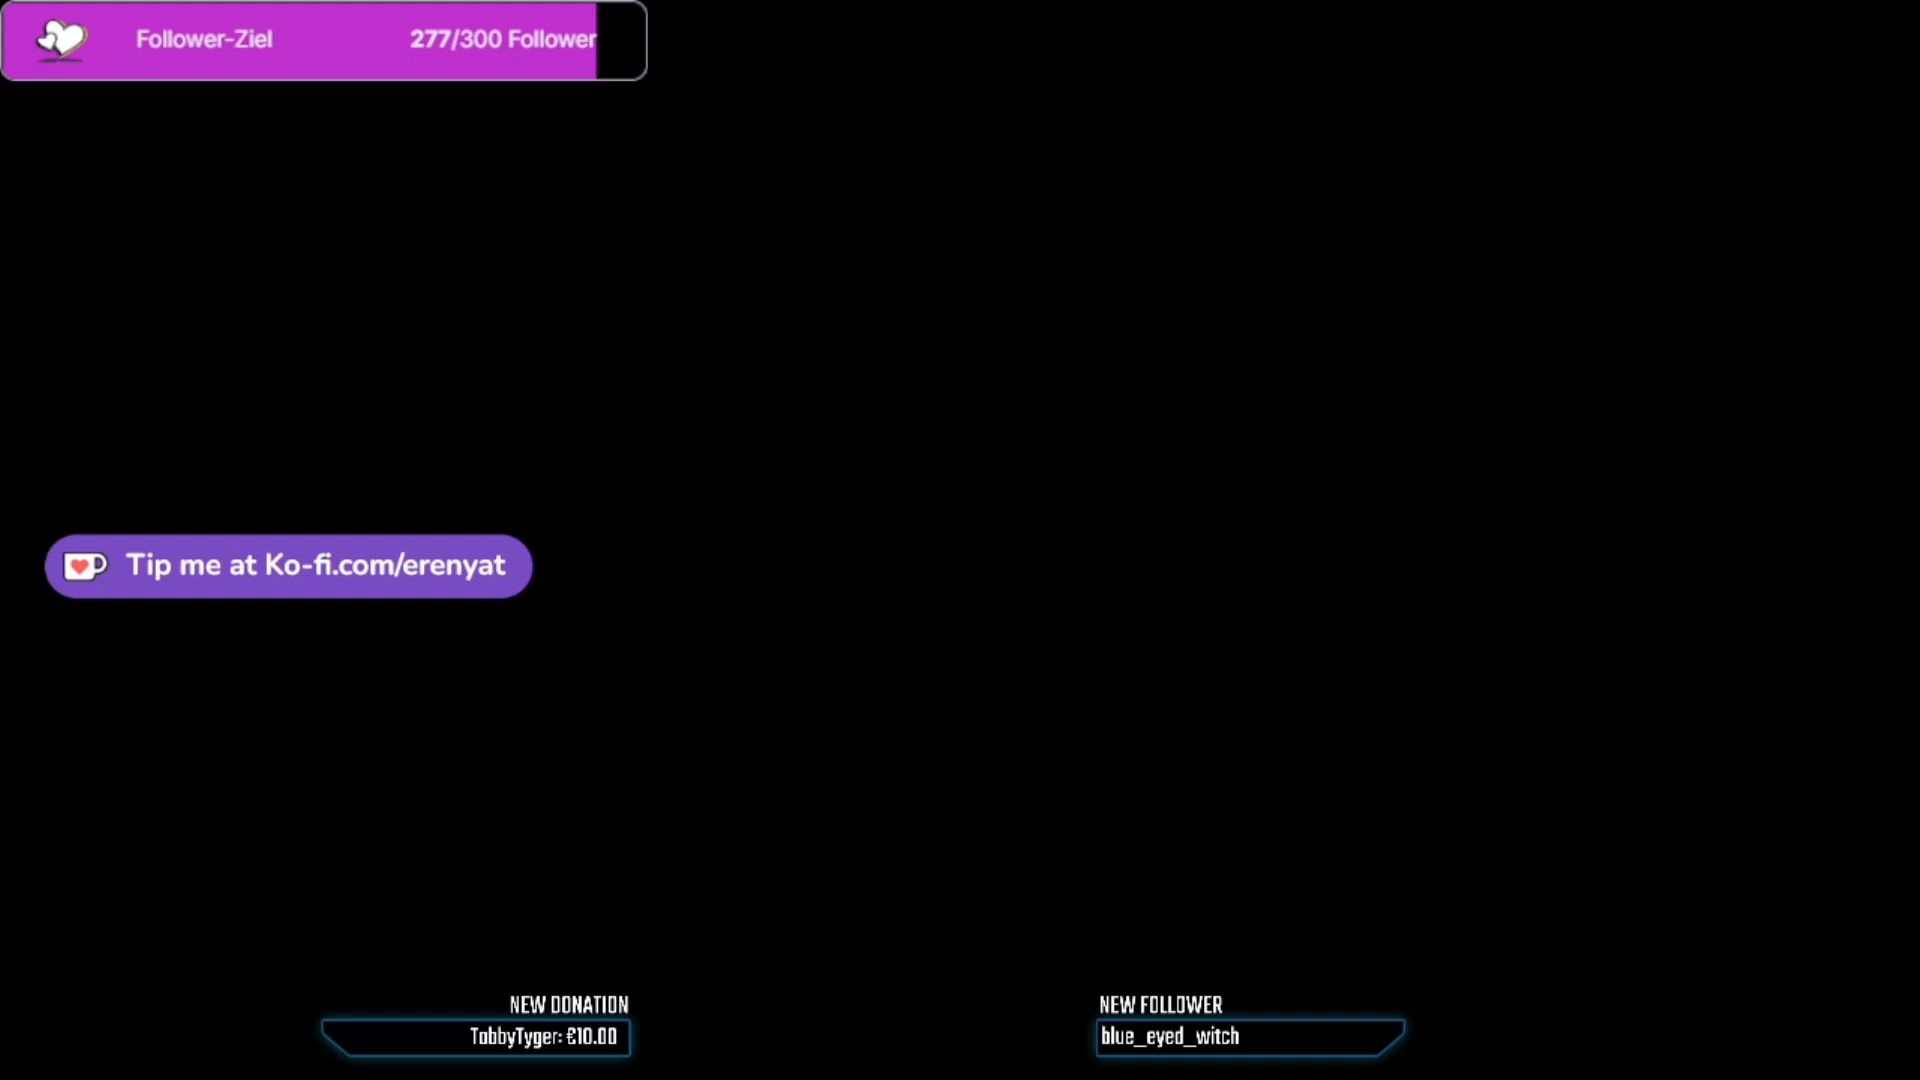 Follower-Ziel 277/300 Follower
Tip me at Ko-fi.com/erenyat
NEW DONATION
TabbyTyger: €10.00
NEW FOLLOWER
blue_eyed_witch